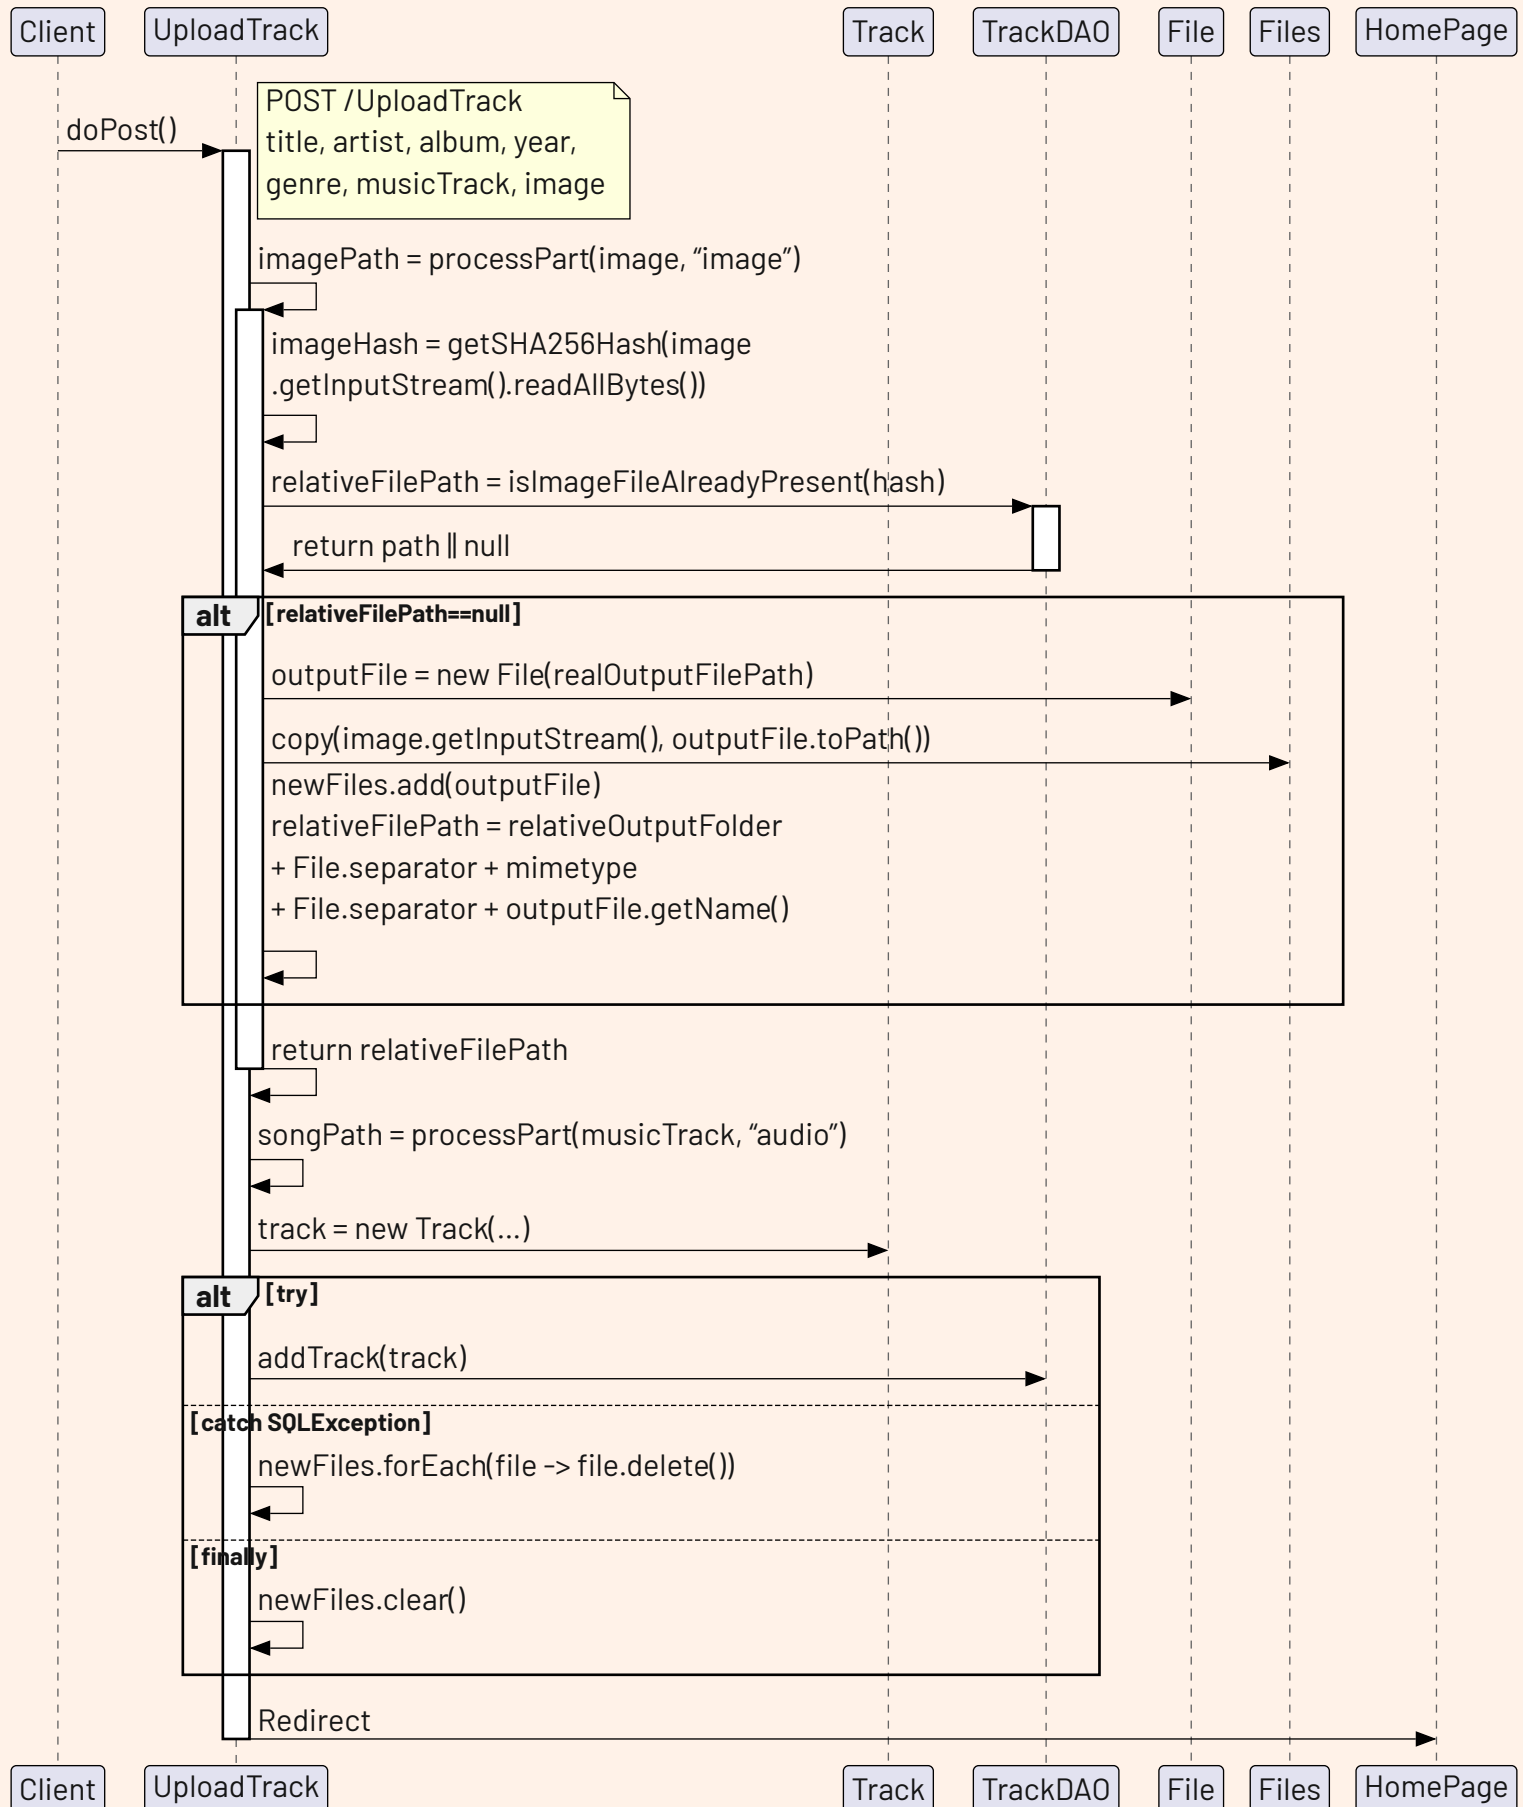 Client
UploadTrack
Track
TrackDAO
File
Files
HomePage
POST /UploadTrack
title, artist, album, year,
genre, musicTrack, image
doPost()
imagePath = processPart(image, “image”)
imageHash = getSHA256Hash(image
.getInputStream().readAllBytes())
relativeFilePath = isImageFileAlreadyPresent(hash)
return path || null
alt
[relativeFilePath==null]
outputFile = new File(realOutputFilePath)
copy(image.getInputStream(), outputFile.toPath())
newFiles.add(outputFile)
relativeFilePath = relativeOutputFolder
+ File.separator + mimetype
+ File.separator + outputFile.getName()
return relativeFilePath
songPath = processPart(musicTrack, “audio”)
track = new Track(...)
alt
[try]
addTrack(track)
[catch SQLException]
newFiles.forEach(file -> file.delete())
[finally]
newFiles.clear()
Redirect
Client
UploadTrack
Track
TrackDAO
File
Files
HomePage